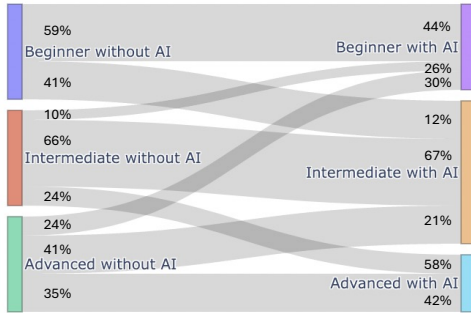 59%
Beginner without AI
41%
10%
66%
Intermediate without AI
24%
24%
41%
Advanced without AI
35%
44%
Beginner with AI
26%
30%
12%
67%
Intermediate with AI
21%
58%
Advanced with AI
42%